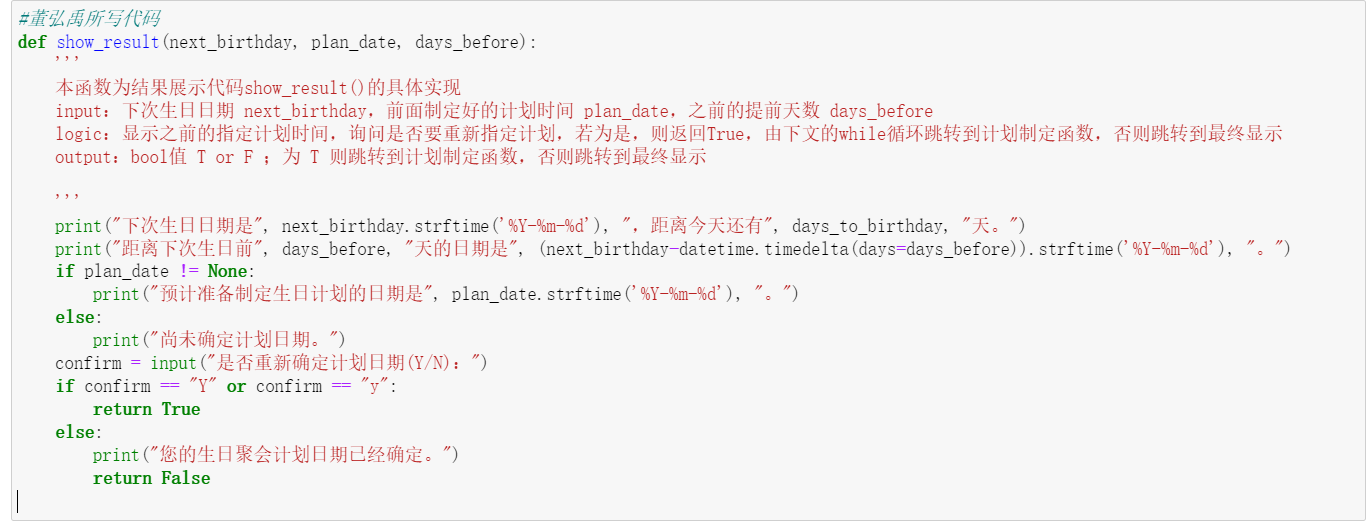 #董弘禹所写代码
def show_result(next_birthday, plan_date, days_before):
    '''
    本函数为结果展示代码show_result()的具体实现
    input：下次生日日期 next_birthday，前面制定好的计划时间 plan_date，之前的提前天数 days_before
    logic：显示之前的指定计划时间，询问是否要重新指定计划，若为是，则返回True，由下文的while循环跳转到计划制定函数，否则跳转到最终显示
    output：bool值 T or F ；为 T 则跳转到计划制定函数，否则跳转到最终显示
    '''
    print("下次生日日期是", next_birthday.strftime('%Y-%m-%d'), "，距离今天还有", days_to_birthday, "天。")
    print("距离下次生日前", days_before, "天的日期是", (next_birthday-datetime.timedelta(days=days_before)).strftime('%Y-%m-%d'), "。")
    if plan_date != None:
        print("预计准备制定生日计划的日期是", plan_date.strftime('%Y-%m-%d'), "。")
    else:
        print("尚未确定计划日期。")
    confirm = input("是否重新确定计划日期(Y/N)：")
    if confirm == "Y" or confirm == "y":
        return True
    else:
        print("您的生日聚会计划日期已经确定。")
        return False